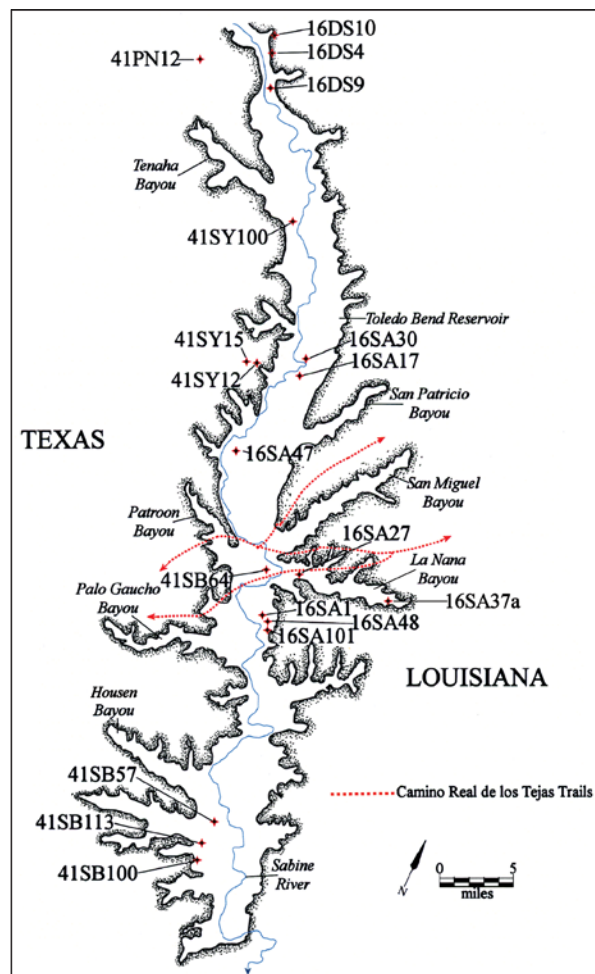 16DS10
16DS4
41PN12
16DS9
Tenaha
Bayou
41SY100
Toledo Bend Reservoir
41SY15
16SA30
16SA17
41SY12
San Patricio
Bayou
TEXAS
16SA47
San Miguel
Bayou
Patroon
Bayou
16SA27
La Nana
Bayou
41SB64
Palo Gaucho
Bayou
16SA37a
16SA1
16SA48
16SA101
LOUISIANA
Housen
Bayou
41SB57
Camino Real de los Tejas Trails
41SB113
41SB100
Sabine
River
N
0 5
miles